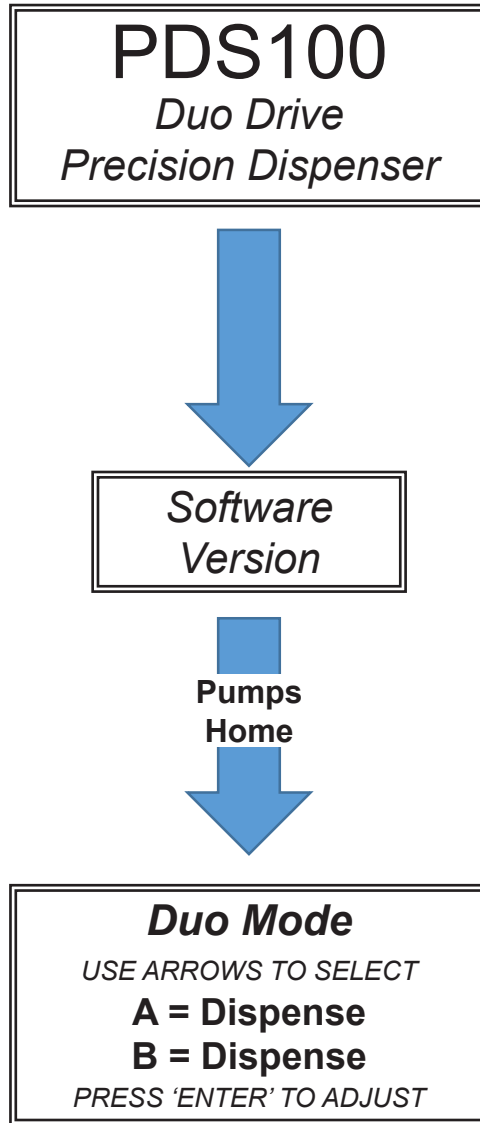 PDS100
Duo Drive
Precision Dispenser
Software
Version
Pumps
Home
Duo Mode
USE ARROWS TO SELECT
A = Dispense
B = Dispense
PRESS ‘ENTER’ TO ADJUST